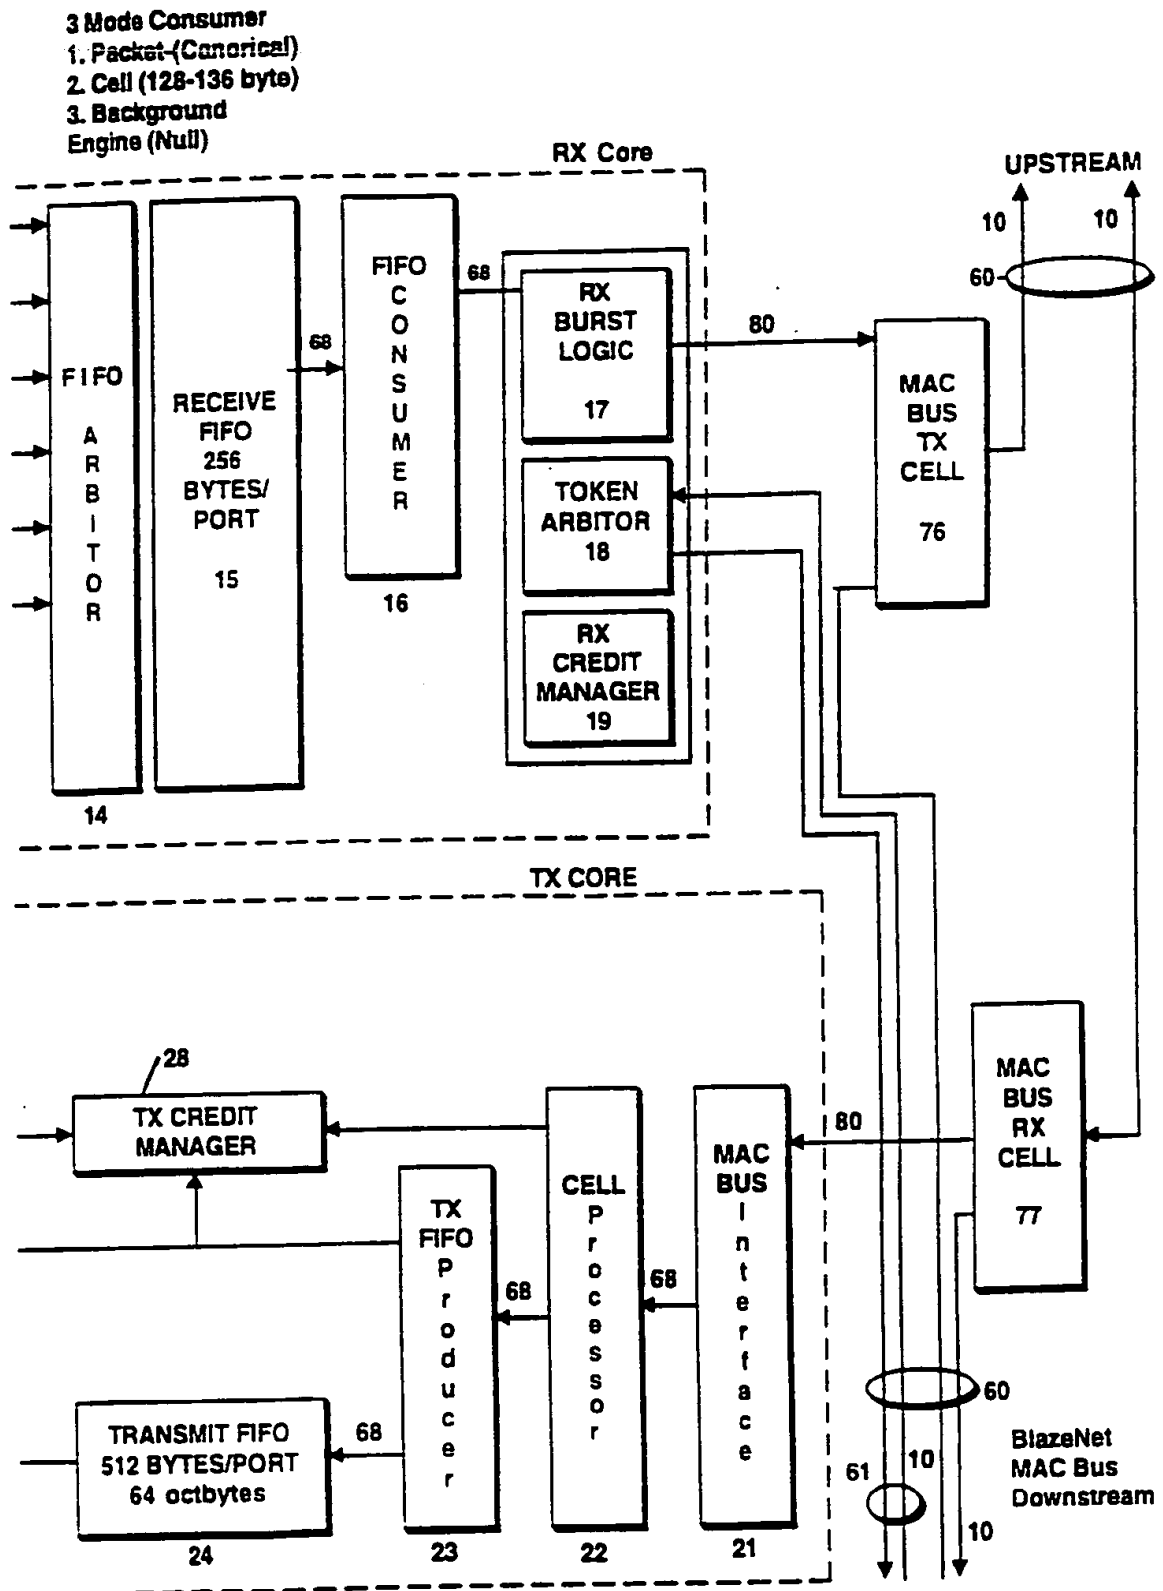 3 Mode Consumer
1. Packet-(Canorical)
2. Cell (128-136 byte)
3. Background
Engine (Null)
RX Core
UPSTREAM
10
10
60
FIFO
ARBITOR
14
RECEIVE
FIFO
256
BYTES/
PORT
15
68
FIFO
CONSUMER
16
68
RX
BURST
LOGIC
17
TOKEN
ARBITOR
18
RX
CREDIT
MANAGER
19
80
MAC
BUS
TX
CELL
76
TX CORE
28
TX CREDIT
MANAGER
TX
FIFO
Producer
23
68
CELL
Processor
22
68
MAC
BUS
Interface
21
80
MAC
BUS
RX
CELL
77
TRANSMIT FIFO
512 BYTES/PORT
64 octbytes
24
68
60
61
10
10
BlazeNet
MAC Bus
Downstream